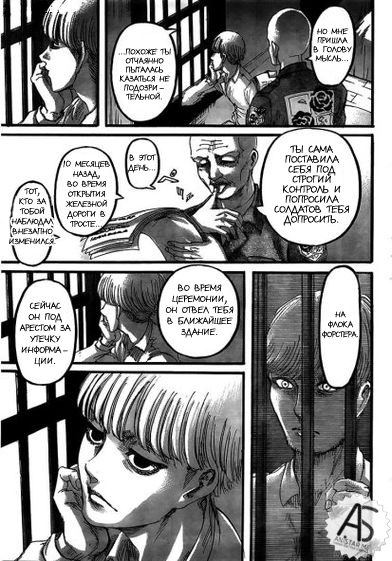 НО МНЕ
ПРИШЛА
В ГОЛОВУ
МЫСЛЬ...
...ПОХОЖЕ ТЫ
ОТЧАЯННО
ПЫТАЛАСЬ
КАЗАТЬСЯ НЕ
ПОДОЗРИ-
ТЕЛЬНОЙ.
ТЫ САМА
ПОСТАВИЛА
СЕБЯ ПОД
СТРОГИЙ
КОНТРОЛЬ И
ПОПРОСИЛА
СОЛДАТОВ ТЕБЯ
ДОПРОСИТЬ.
В ЭТОТ
ДЕНЬ...
10 МЕСЯЦЕВ
НАЗАД,
ВО ВРЕМЯ
ОТКРЫТИЯ
ЖЕЛЕЗНОЙ
ДОРОГИ В
ТРОСТЕ...
ТОТ,
КТО ЗА
ТОБОЙ НАБЛЮДАЛ
ВНЕЗАПНО
ИЗМЕНИЛСЯ.
НА
ФЛОКА
ФОРСТЕРА.
ВО ВРЕМЯ
ЦЕРЕМОНИИ,
ОН ОТВЕЛ ТЕБЯ
В БЛИЖАЙШЕЕ
ЗДАНИЕ.
СЕЙЧАС
ОН ПОД
АРЕСТОМ ЗА
УТЕЧКУ
ИНФОРМА-
ЦИИ.
AS